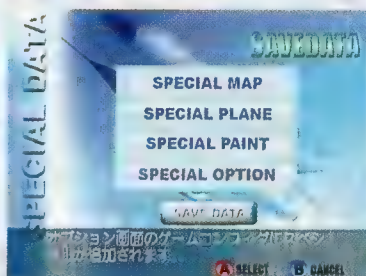 SPECIAL DATA
SAVEDATA
SPECIAL MAP
SPECIAL PLANE
SPECIAL PAINT
SPECIAL OPTION
SAVE DATA
オプション画面のゲームコンフィグにスペシ
が追加されます
A SELECT B CANCEL